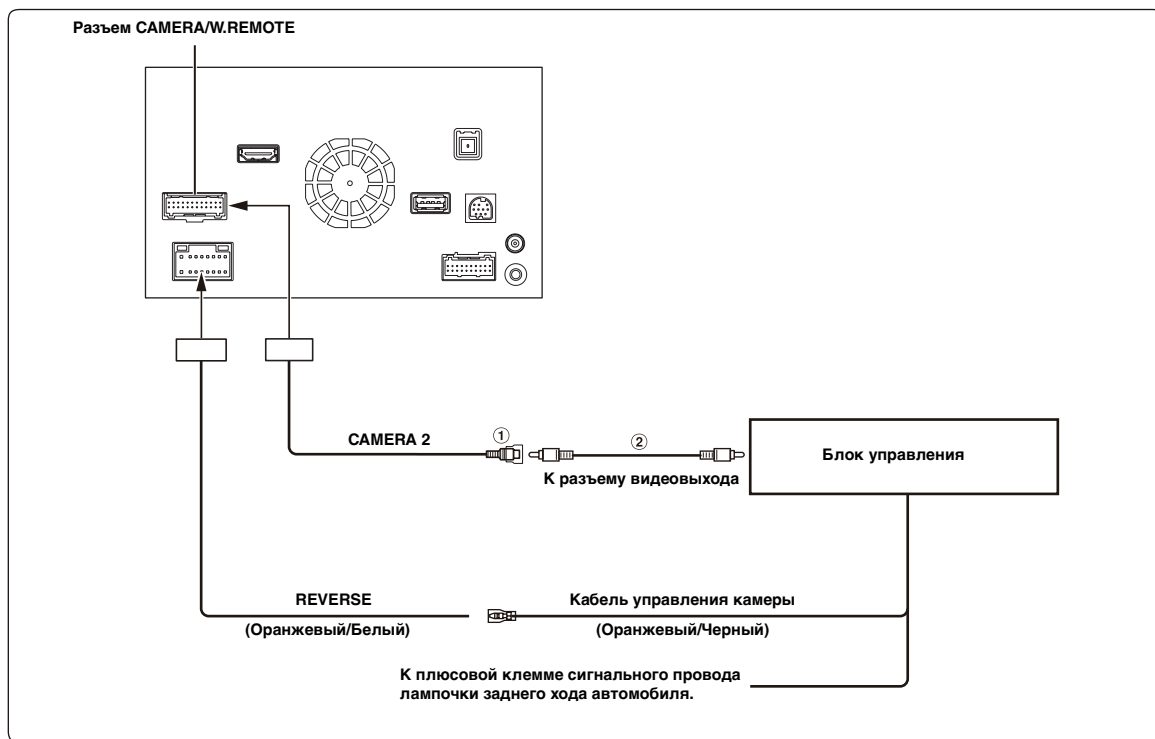 Разъем CAMERA/W.REMOTE
CAMERA 2
①
②
К разъему видеовыхода
Блок управления
REVERSE
(Оранжевый/Белый)
Кабель управления камеры
(Оранжевый/Черный)
К плюсовой клемме сигнального провода
лампочки заднего хода автомобиля.